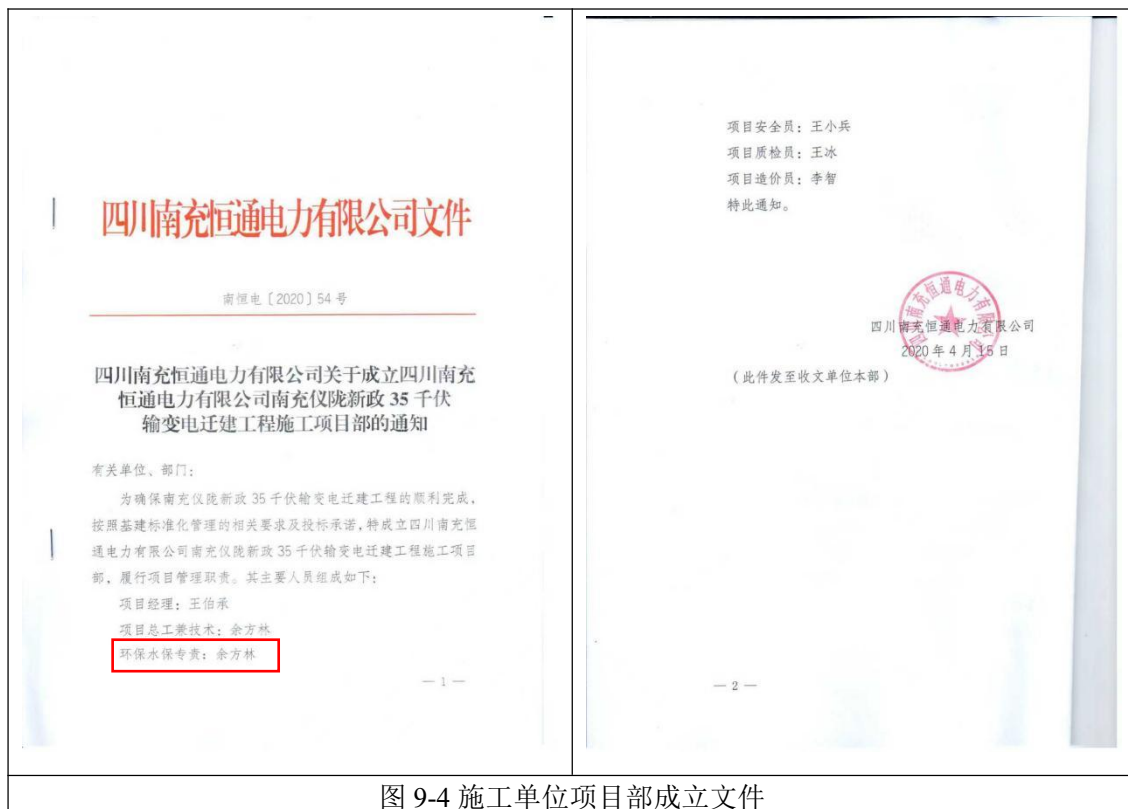 四川南充恒通电力有限公司文件
南恒电〔2020〕54号
四川南充恒通电力有限公司关于成立四川南充
恒通电力有限公司南充仪陇新政 35 千伏
输变电迁建工程施工项目部的通知
有关单位、部门：
为确保南充仪陇新政 35 千伏输变电迁建工程的顺利完成，
按照基建标准化管理的相关要求及投标承诺，特成立四川南充恒
通电力有限公司南充仪陇新政 35 千伏输变电迁建工程施工项目
部，履行项目管理职责。其主要人员组成如下：
项目经理：王伯承
项目总工兼技术：余方林
环保水保专责：余方林
— 1 —
项目安全员：王小兵
项目质检员：王冰
项目造价员：李智
特此通知。
四川南充恒通电力有限公司
2020 年 4 月 15 日
（此件发至收文单位本部）
— 2 —
图 9-4 施工单位项目部成立文件